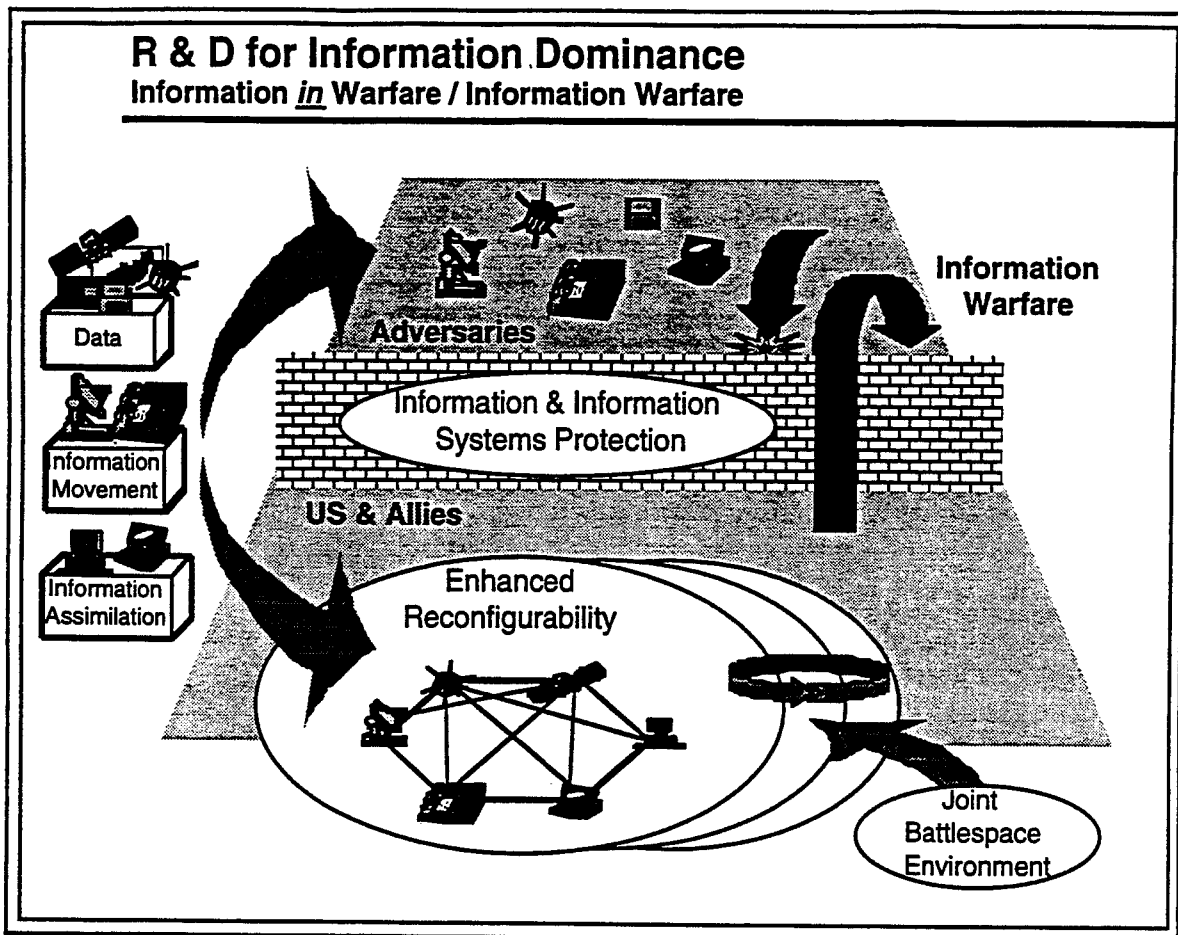 R & D for Information Dominance
Information in Warfare / Information Warfare
Data
nformation
Movement
Information
Assimilation
Adversaries
Information
Warfare
Information & Information
Systems Protection
US & Allies
Enhanced
Reconfigurability
Joint
Battlespace
Environment